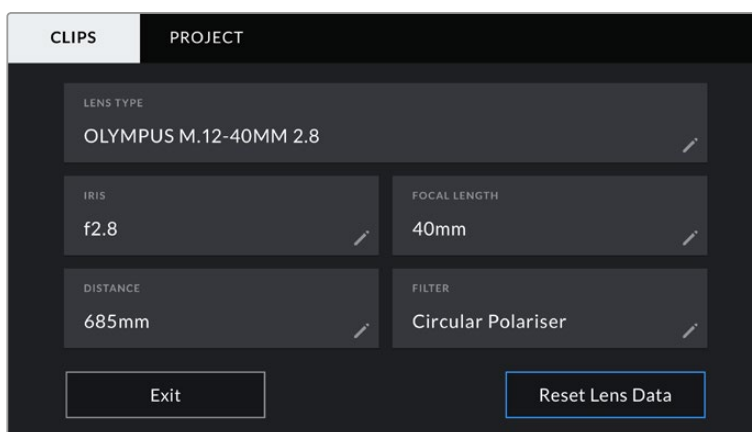 CLIPS PROJECT
LENS TYPE
OLYMPUS M.12-40MM 2.8
IRIS
f2.8
FOCAL LENGTH
40mm
DISTANCE
685mm
FILTER
Circular Polariser
Exit
Reset Lens Data